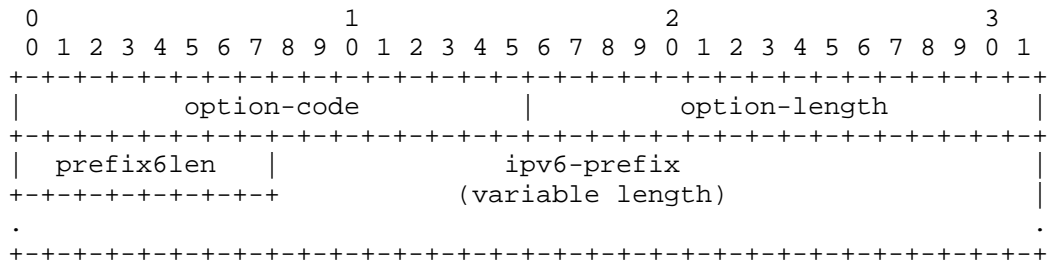 0                   1                   2                   3
 0 1 2 3 4 5 6 7 8 9 0 1 2 3 4 5 6 7 8 9 0 1 2 3 4 5 6 7 8 9 0 1
+-+-+-+-+-+-+-+-+-+-+-+-+-+-+-+-+-+-+-+-+-+-+-+-+-+-+-+-+-+-+-+-+
|          option-code          |         option-length         |
+-+-+-+-+-+-+-+-+-+-+-+-+-+-+-+-+-+-+-+-+-+-+-+-+-+-+-+-+-+-+-+-+
|  prefix6len   |              ipv6-prefix                      |
+-+-+-+-+-+-+-+-+           (variable length)                   |
.                                                               .
+-+-+-+-+-+-+-+-+-+-+-+-+-+-+-+-+-+-+-+-+-+-+-+-+-+-+-+-+-+-+-+-+